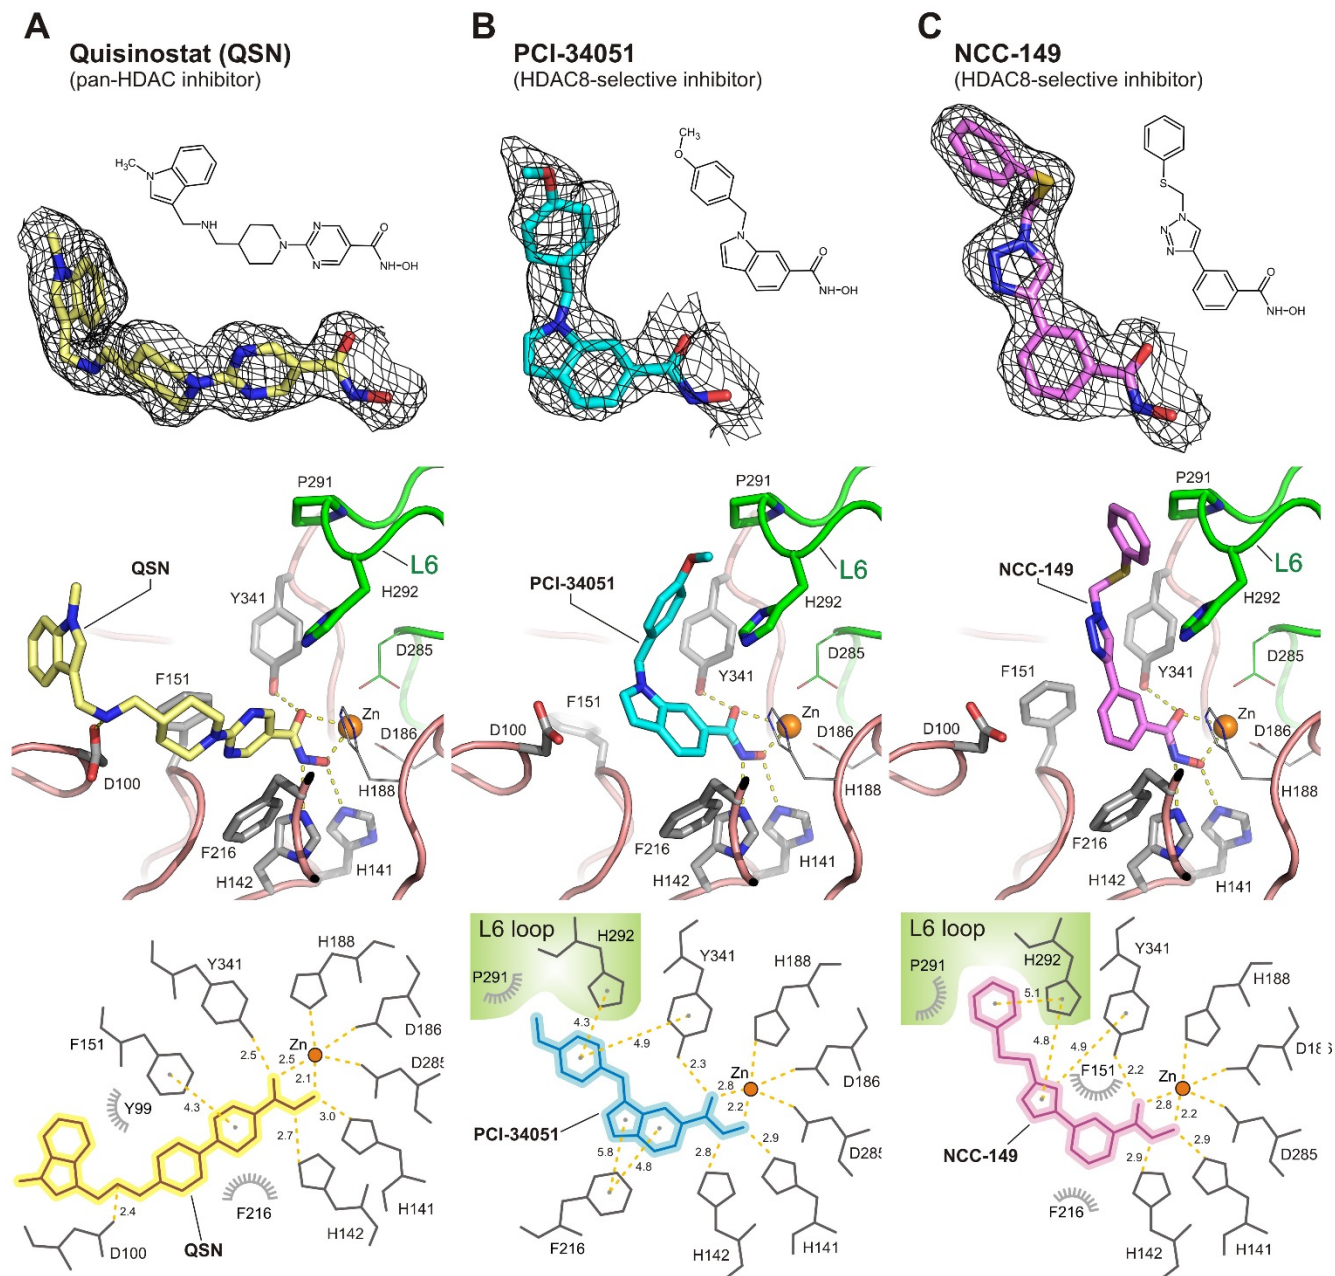 A
Quisinostat (QSN)
(pan-HDAC inhibitor)
H₃C
N
NH
N
N
N
O
NH-OH
B
PCI-34051
(HDAC8-selective inhibitor)
CH₃
O
N
O
NH-OH
C
NCC-149
(HDAC8-selective inhibitor)
S
N
N
N
O
NH-OH
P291
QSN
L6
Y341
H292
D285
F151
Zn
D186
D100
H188
F216
H141
H142
P291
PCI-34051
L6
H292
D285
Y341
F151
Zn
D100
D186
H188
F216
H142
H141
P291
NCC-149
L6
H292
D285
F151
Y341
Zn
D100
D186
H188
F216
H142
H141
H188
Y341
D186
F151
Zn
2.5
2.5
D285
2.1
Y99
4.3
3.0
2.7
2.4
F216
H141
D100
QSN
H142
L6 loop
H292
P291
Y341
H188
4.3
4.9
2.3
Zn
2.8
D186
2.2
PCI-34051
2.9
D285
5.8
4.8
2.8
F216
H142
H141
L6 loop
P291
H292
Y341
H188
5.1
4.8
4.9
F151
2.2
Zn
D186
2.8
2.2
NCC-149
2.9
2.9
D285
F216
H142
H141